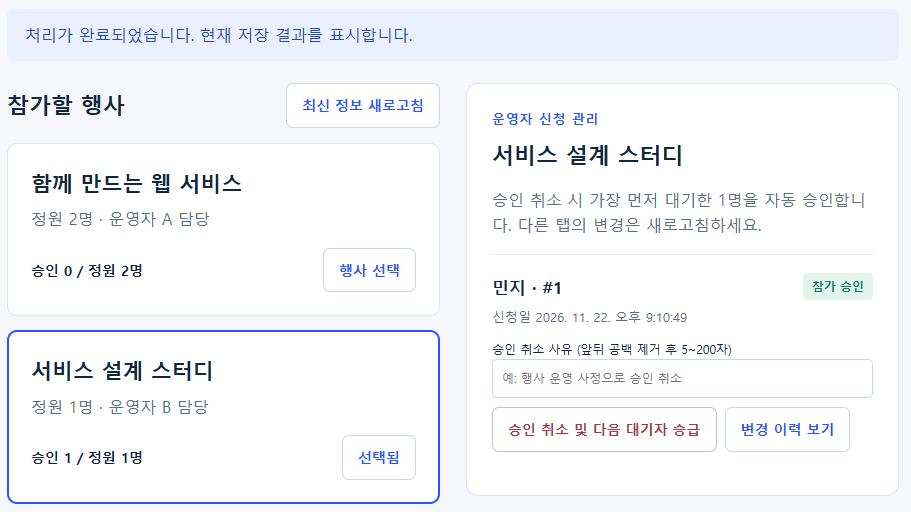 처리가 완료되었습니다. 현재 저장 결과를 표시합니다.
참가할 행사
최신 정보 새로고침
함께 만드는 웹 서비스
정원 2명 · 운영자 A 담당
승인 0 / 정원 2명
행사 선택
서비스 설계 스터디
정원 1명 · 운영자 B 담당
승인 1 / 정원 1명
선택됨
운영자 신청 관리
서비스 설계 스터디
승인 취소 시 가장 먼저 대기한 1명을 자동 승인합니
다. 다른 탭의 변경은 새로고침하세요.
민지 · #1
참가 승인
신청일 2026. 11. 22. 오후 9:10:49
승인 취소 사유 (앞뒤 공백 제거 후 5~200자)
예: 행사 운영 사정으로 승인 취소
승인 취소 및 다음 대기자 승급
변경 이력 보기